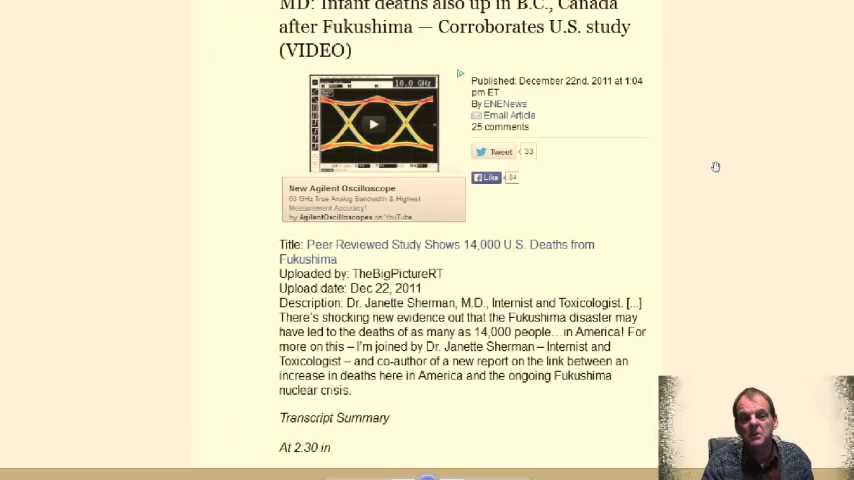 MD: Infant deaths also up in B.C., Canada
after Fukushima — Corroborates U.S. study
(VIDEO)
10.0 GHz
Published: December 22nd, 2011 at 1:04
pm ET
By ENENews
Email Article
25 comments
Tweet 33
Like 84
New Agilent Oscilloscope
63 GHz True Analog Bandwidth & Highest
Measurement Accuracy!
by AgilentOscilloscopes on YouTube
Title: Peer Reviewed Study Shows 14,000 U.S. Deaths from
Fukushima
Uploaded by: TheBigPictureRT
Upload date: Dec 22, 2011
Description: Dr. Janette Sherman, M.D., Internist and Toxicologist. [...]
There's shocking new evidence out that the Fukushima disaster may
have led to the deaths of as many as 14,000 people...in America! For
more on this – I'm joined by Dr. Janette Sherman – Internist and
Toxicologist – and co-author of a new report on the link between an
increase in deaths here in America and the ongoing Fukushima
nuclear crisis.
Transcript Summary
At 2:30 in